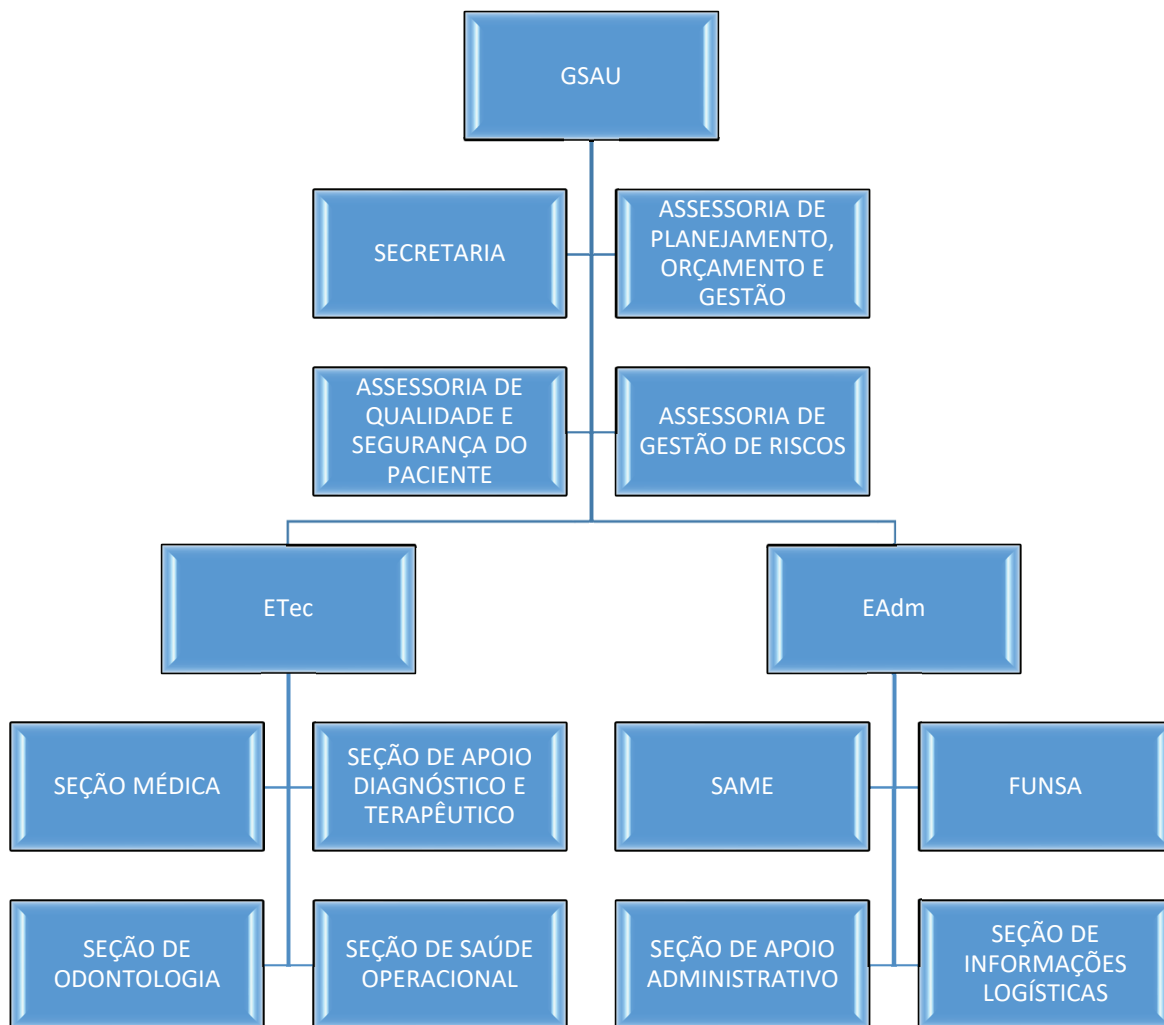 GSAU
SECRETARIA
ASSESSORIA DE
PLANEJAMENTO,
ORÇAMENTO E
GESTÃO
ASSESSORIA DE
QUALIDADE E
SEGURANÇA DO
PACIENTE
ASSESSORIA DE
GESTÃO DE RISCOS
ETec
EAdm
SEÇÃO MÉDICA
SEÇÃO DE APOIO
DIAGNÓSTICO E
TERAPÊUTICO
SAME
FUNSA
SEÇÃO DE
ODONTOLOGIA
SEÇÃO DE SAÚDE
OPERACIONAL
SEÇÃO DE APOIO
ADMINISTRATIVO
SEÇÃO DE
INFORMAÇÕES
LOGÍSTICAS